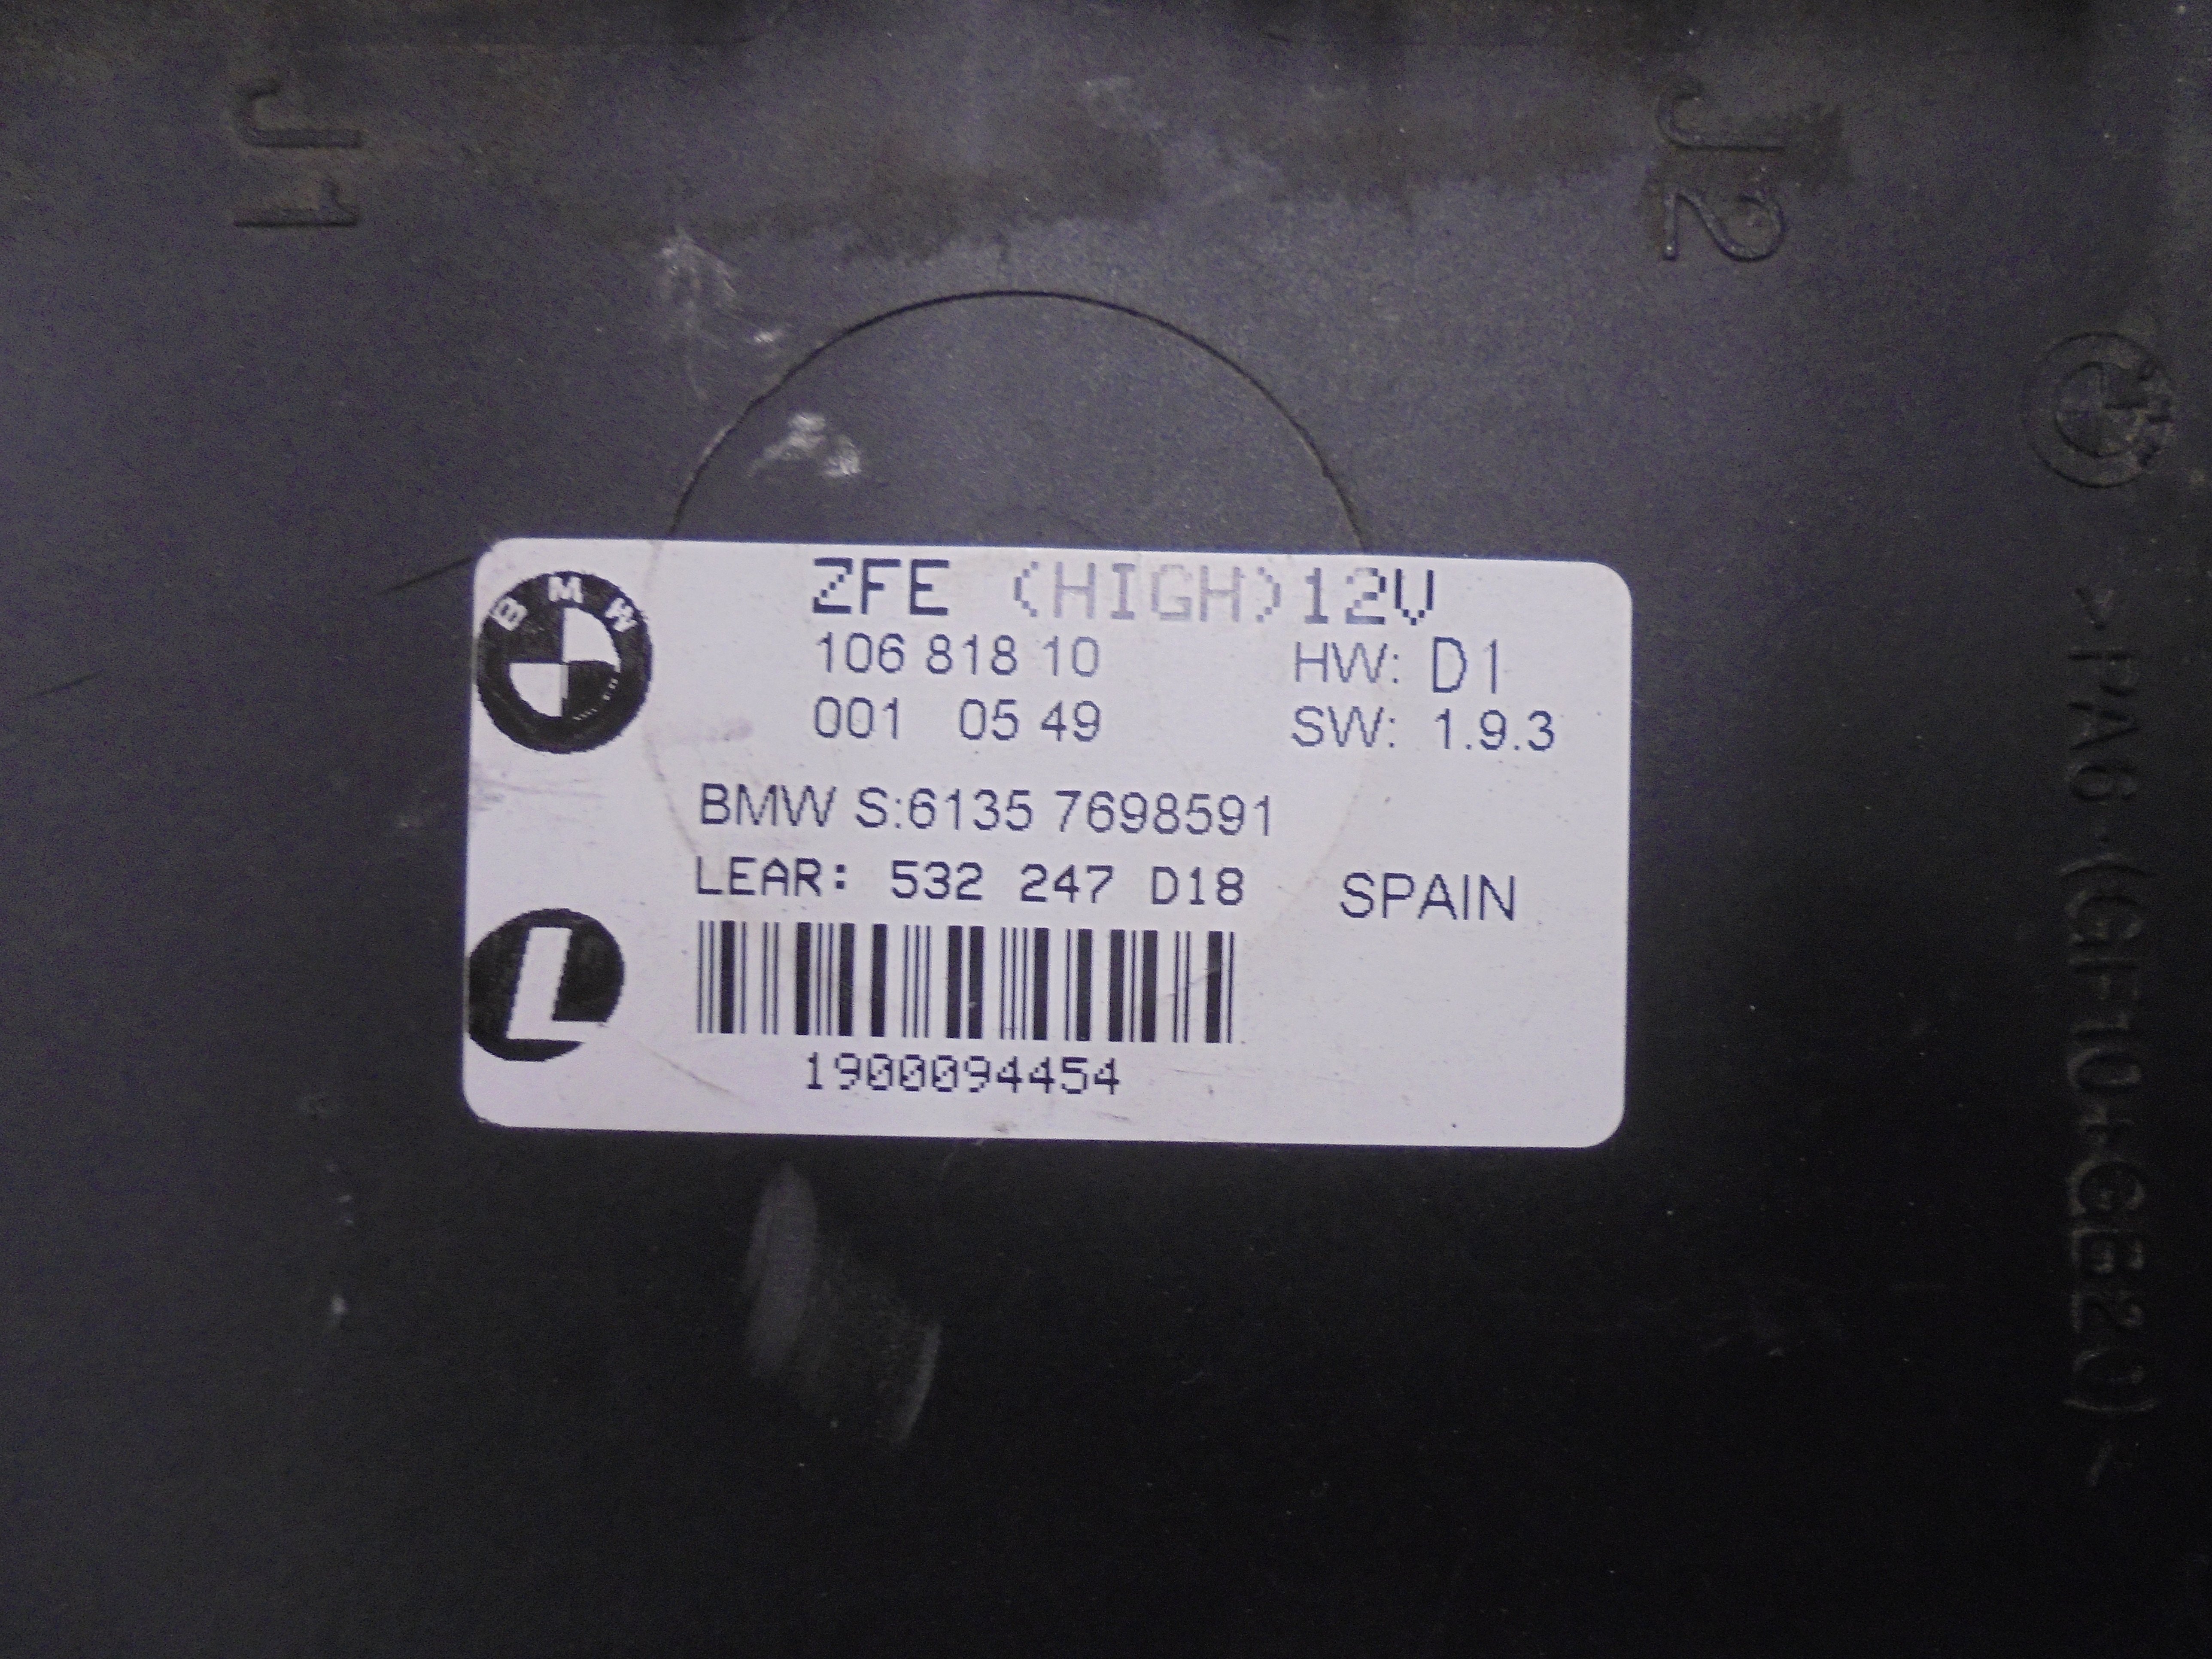 J1
J2
BMW
ZFE (HIGH) 12V
106 818 10 HW: D1
001 05 49 SW: 1.9.3
BMW S:6135 7698591
LEAR: 532 247 D18 SPAIN
L
1900094454
>PA6-(GF10+GB20)<